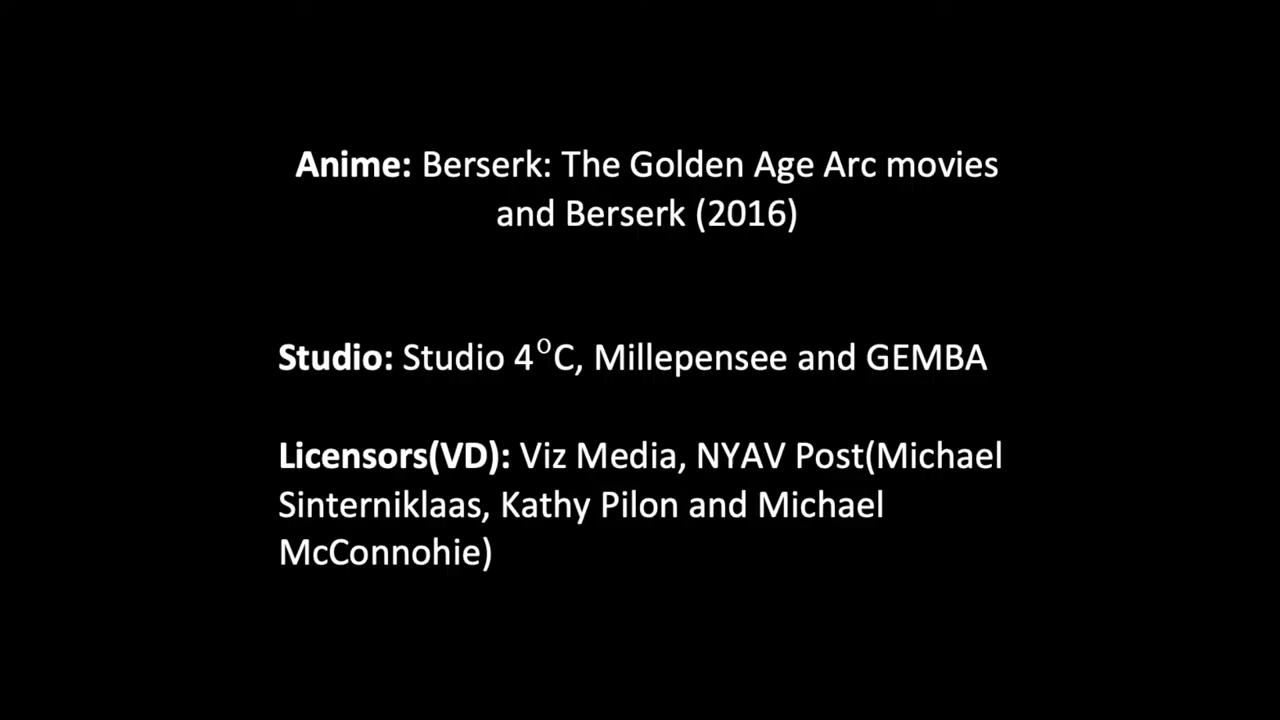 Anime: Berserk: The Golden Age Arc movies
and Berserk (2016)
Studio: Studio 4ºC, Millepensee and GEMBA
Licensors(VD): Viz Media, NYAV Post(Michael
Sinterniklaas, Kathy Pilon and Michael
McConnohie)